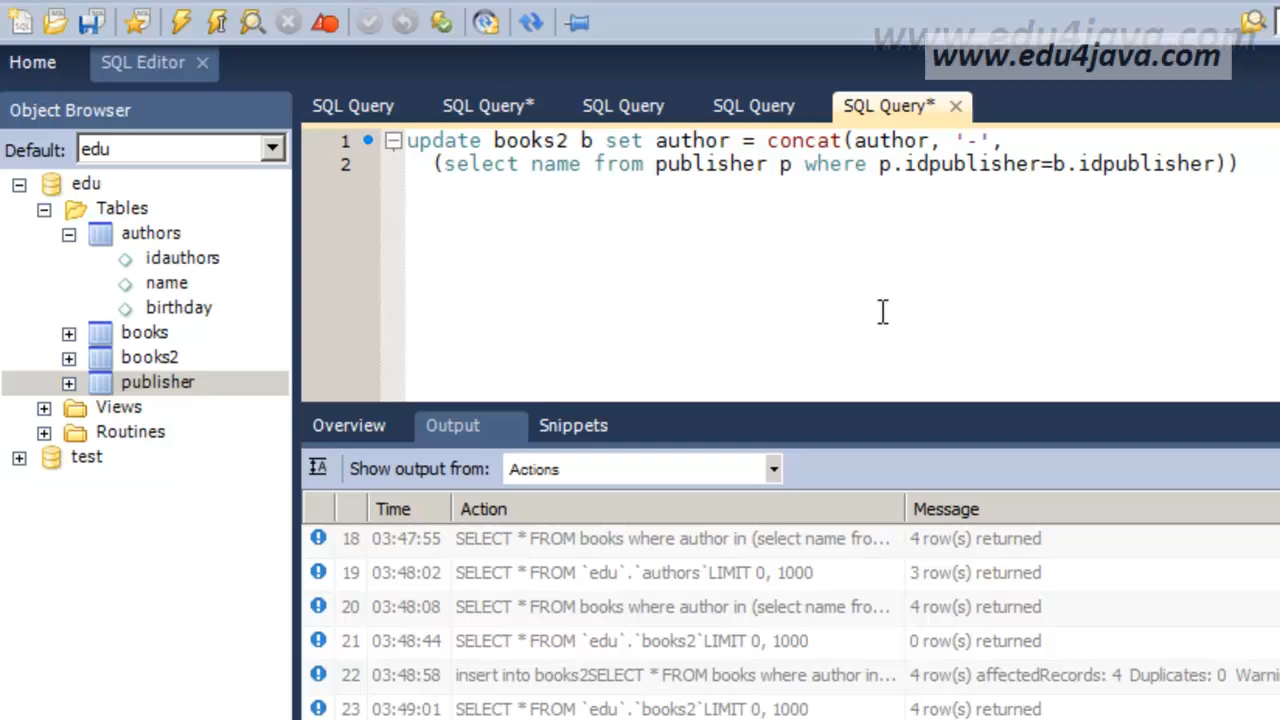 www.edu4java.com
www.edu4java.com
Home
SQL Editor
Object Browser
SQL Query
SQL Query*
SQL Query
SQL Query
SQL Query*
Default: edu
1 update books2 b set author = concat(author, '-',
2 (select name from publisher p where p.idpublisher=b.idpublisher))
edu
Tables
authors
idauthors
name
birthday
books
books2
publisher
Views
Routines
test
Overview
Output
Snippets
Show output from: Actions
Time Action Message
18 03:47:55 SELECT * FROM books where author in (select name fro... 4 row(s) returned
19 03:48:02 SELECT * FROM `edu`.`authors`LIMIT 0, 1000 3 row(s) returned
20 03:48:08 SELECT * FROM books where author in (select name fro... 4 row(s) returned
21 03:48:44 SELECT * FROM `edu`.`books2`LIMIT 0, 1000 0 row(s) returned
22 03:48:58 insert into books2SELECT * FROM books where author in... 4 row(s) affectedRecords: 4 Duplicates: 0 Warni
23 03:49:01 SELECT * FROM `edu`.`books2`LIMIT 0, 1000 4 row(s) returned